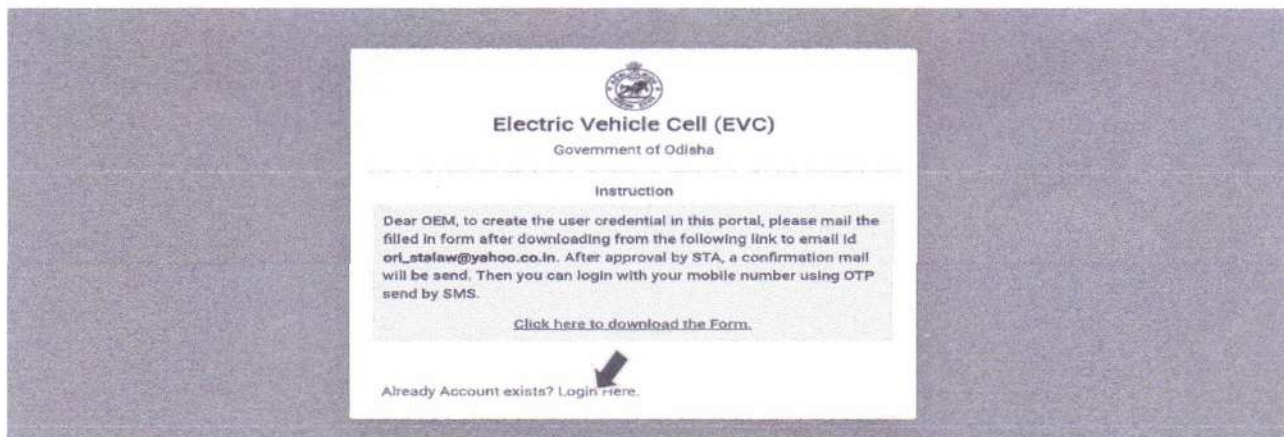 Electric Vehicle Cell (EVC)
Government of Odisha
Instruction
Dear OEM, to create the user credential in this portal, please mail the
filled in form after downloading from the following link to email id
ori_stalaw@yahoo.co.in. After approval by STA, a confirmation mail
will be send. Then you can login with your mobile number using OTP
send by SMS.
Click here to download the Form.
Already Account exists? Login Here.